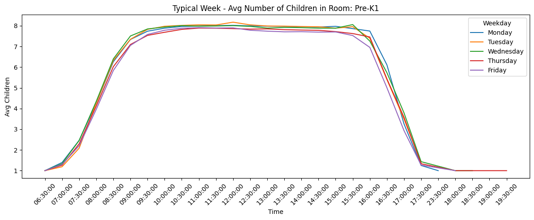 Typical Week - Avg Number of Children in Room: Pre-K1
Weekday
Monday
Tuesday
Wednesday
Thursday
Friday
Avg Children
8
7
6
5
4
3
2
1
06:30:00 07:00:00 07:30:00 08:00:00 08:30:00 09:00:00 09:30:00 10:00:00 10:30:00 11:00:00 11:30:00 12:00:00 12:30:00 13:00:00 13:30:00 14:00:00 14:30:00 15:00:00 15:30:00 16:00:00 16:30:00 17:00:00 17:30:00 23:30:00 18:00:00 18:30:00 19:00:00 19:30:00
Time